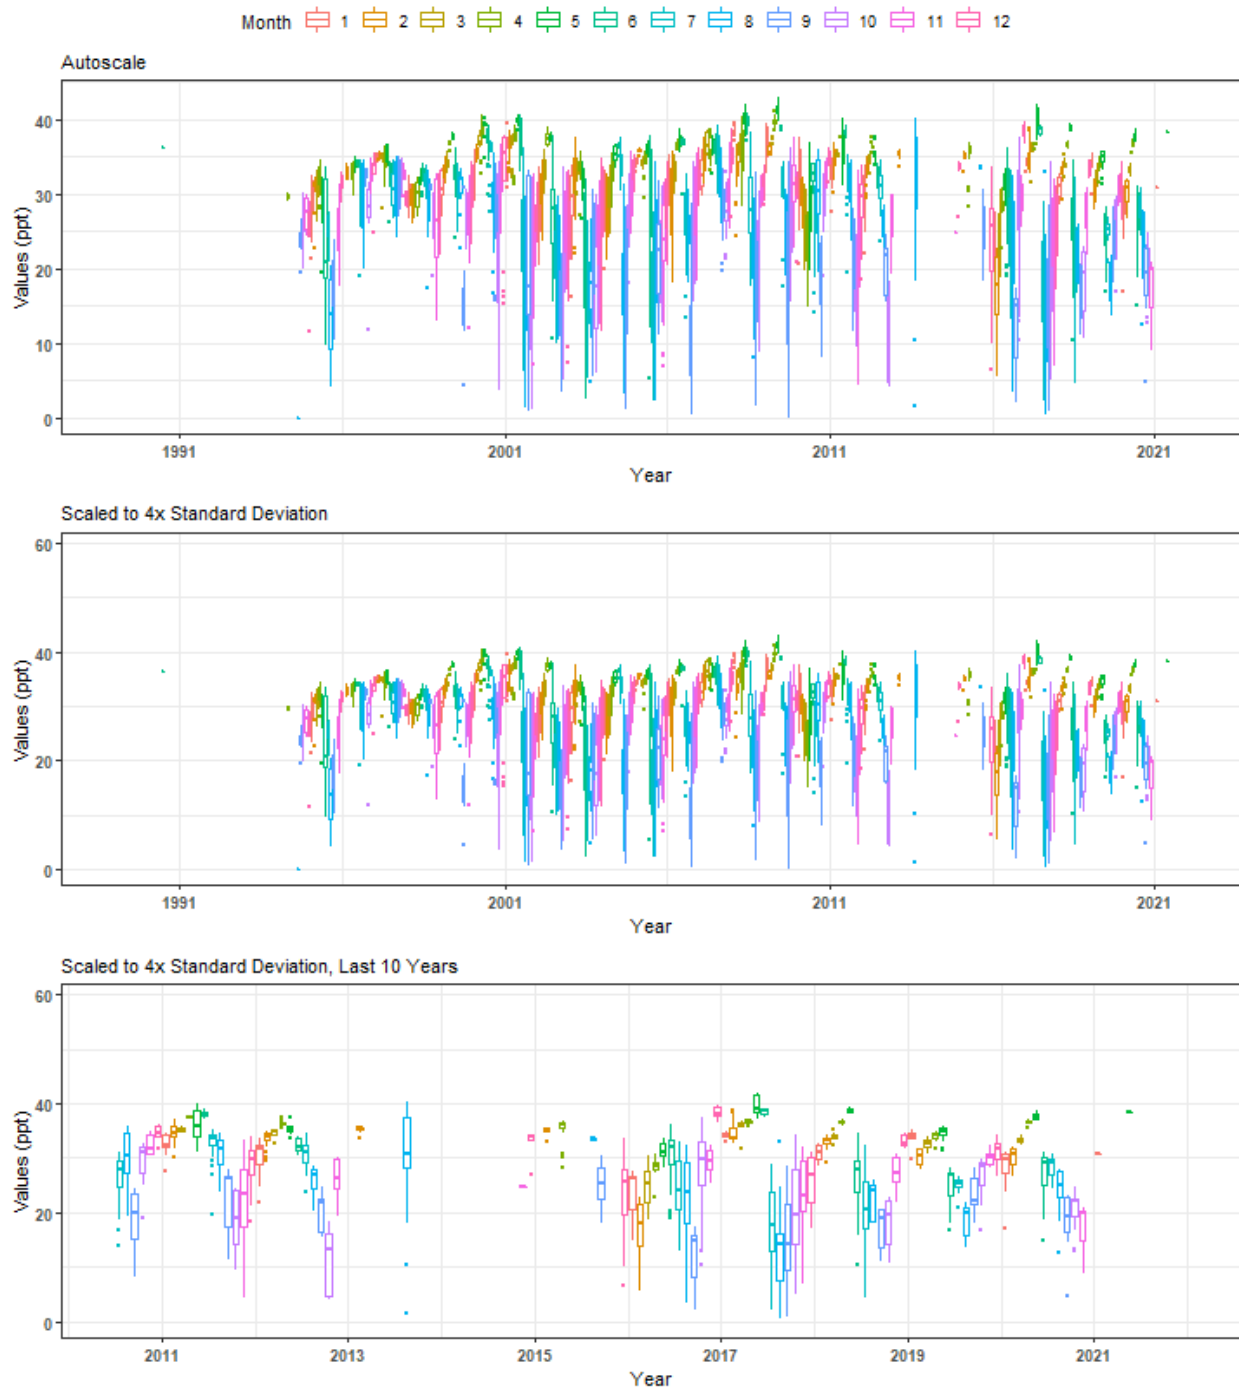 Month 1 2 3 4 5 6 7 8 9 10 11 12
Autoscale
40
30
20
10
0
Values (ppt)
1991 2001 2011 2021
Year
Scaled to 4x Standard Deviation
60
40
20
0
Values (ppt)
1991 2001 2011 2021
Year
Scaled to 4x Standard Deviation, Last 10 Years
60
40
20
0
Values (ppt)
2011 2013 2015 2017 2019 2021
Year